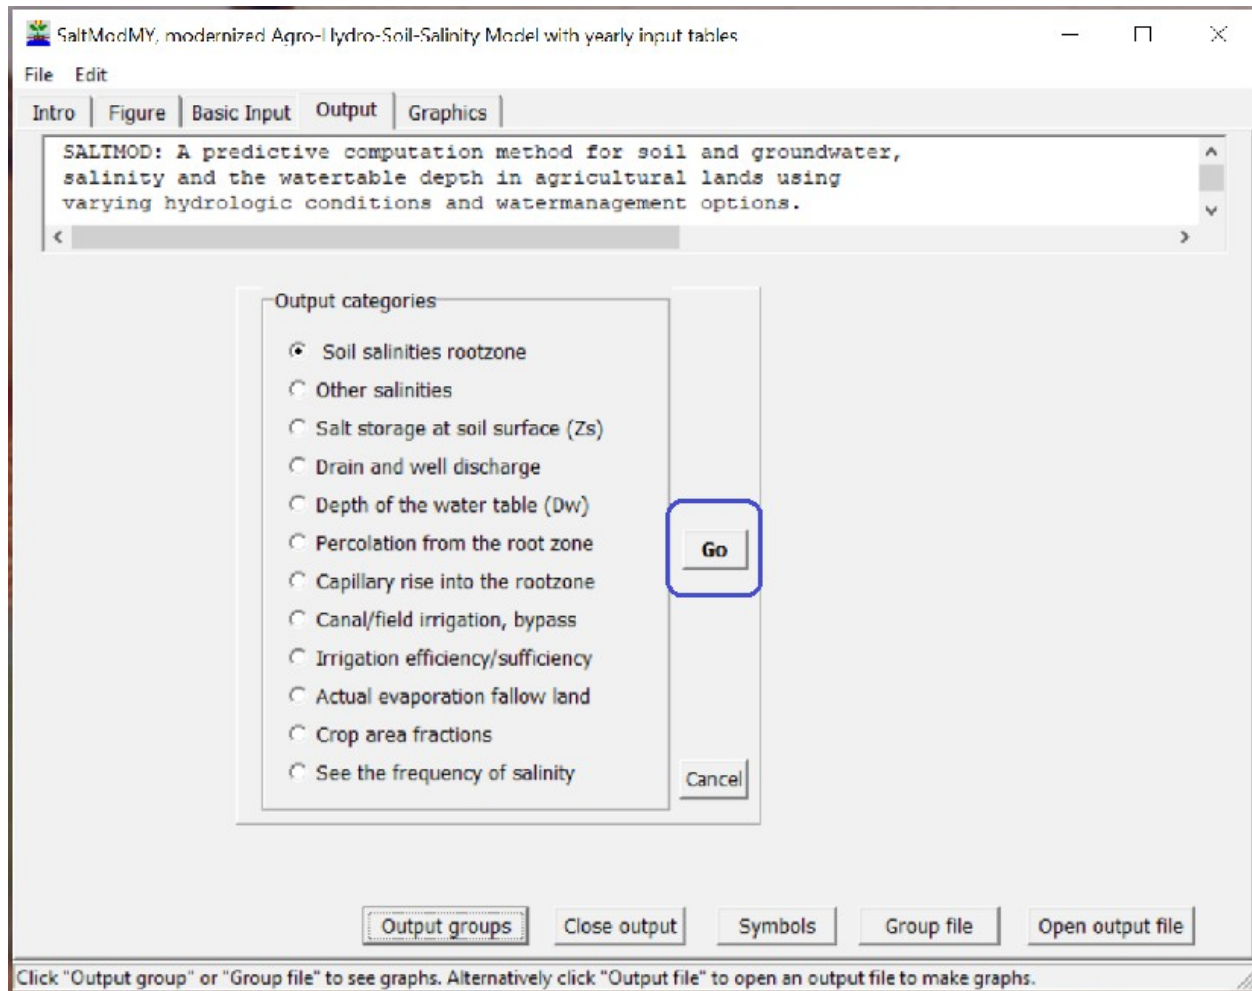 SaltModMY, modernized Agro-Hydro-Soil-Salinity Model with yearly input tables
File Edit
Intro Figure Basic Input Output Graphics
SALTMOD: A predictive computation method for soil and groundwater,
salinity and the watertable depth in agricultural lands using
varying hydrologic conditions and watermanagement options.
Output categories
Soil salinities rootzone
Other salinities
Salt storage at soil surface (Zs)
Drain and well discharge
Depth of the water table (Dw)
Percolation from the root zone
Go
Capillary rise into the rootzone
Canal/field irrigation, bypass
Irrigation efficiency/sufficiency
Actual evaporation fallow land
Crop area fractions
See the frequency of salinity
Cancel
Output groups Close output Symbols Group file Open output file
Click "Output group" or "Group file" to see graphs. Alternatively click "Output file" to open an output file to make graphs.